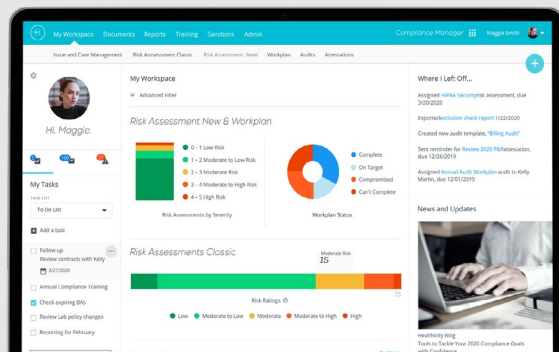 My Workspace Documents Reports Training Sanctions Admin
Compliance Manager Maggie Smith
Issue and Case Management Risk Assessment Classic Risk Assessment New! Workplan Audits Attestations
Hi, Maggie.
My Tasks
TASK LIST
To Do List
Add a task
Follow up
Review contracts with Kelly
3/27/2020
Annual Compliance Training
Check expiring BAs
Review Lab policy changes
Reporting for February
My Workspace
Advanced Filter
Risk Assessment New & Workplan
0 - 1 Low Risk
1 - 2 Moderate to Low Risk
2 - 3 Moderate Risk
3 - 4 Moderate to High Risk
4 - 5 High Risk
Risk Assessments by Severity
Complete
On Target
Compromised
Can't Complete
Workplan Status
Risk Assessments Classic
Moderate Risk
15
75
Risk Ratings
Low Moderate to Low Moderate Moderate to High High
Where I Left Off...
Assigned HIPAA Securityrisk assessment, due
3/20/2020
Exportedexclusion check report 1/22/2020
Created new audit template, "Billing Audit"
Sent reminder for Review 2020 P&Pattestation,
due 12/26/2019
Assigned Annual Audit Workplan audit to Kelly
Martin, due 12/01/2019
News and Updates
Healthicity Blog
Tools to Tackle Your 2020 Compliance Goals
with Confidence